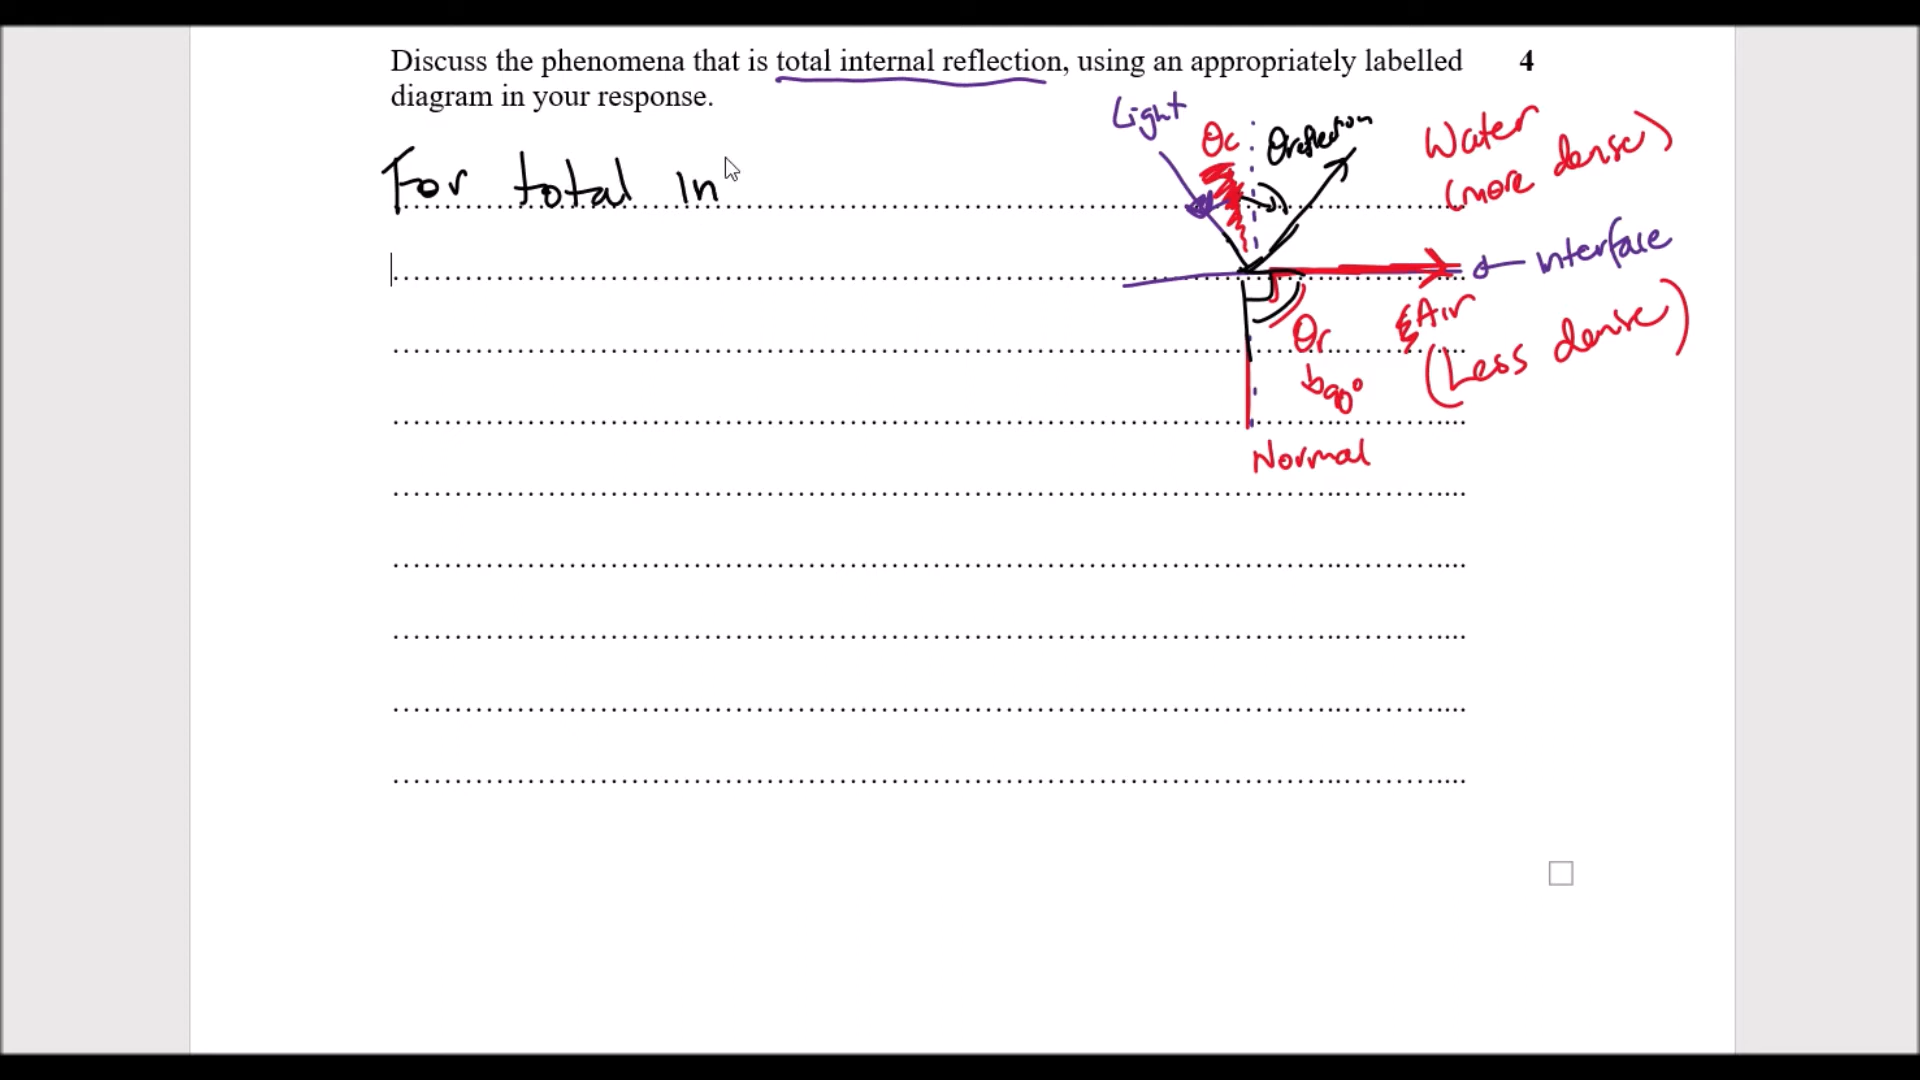 Discuss the phenomena that is total internal reflection, using an appropriately labelled 4
diagram in your response.
Light
θc
θreflection
Water
(more dense)
For total in
interface
Air
(Less dense)
θr
90°
Normal